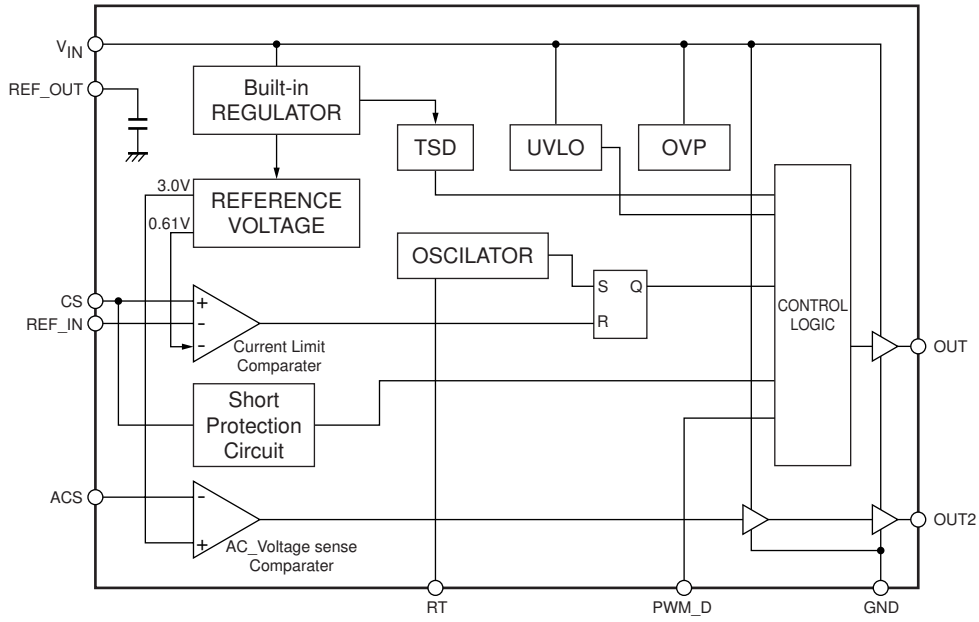 VIN
REF_OUT
Built-in
REGULATOR
TSD
UVLO
OVP
3.0V
REFERENCE
VOLTAGE
0.61V
OSCILATOR
S Q
R
CONTROL
LOGIC
CS
REF_IN
+
-
-
Current Limit
Comparater
OUT
Short
Protection
Circuit
ACS
-
+
AC_Voltage sense
Comparater
OUT2
RT
PWM_D
GND